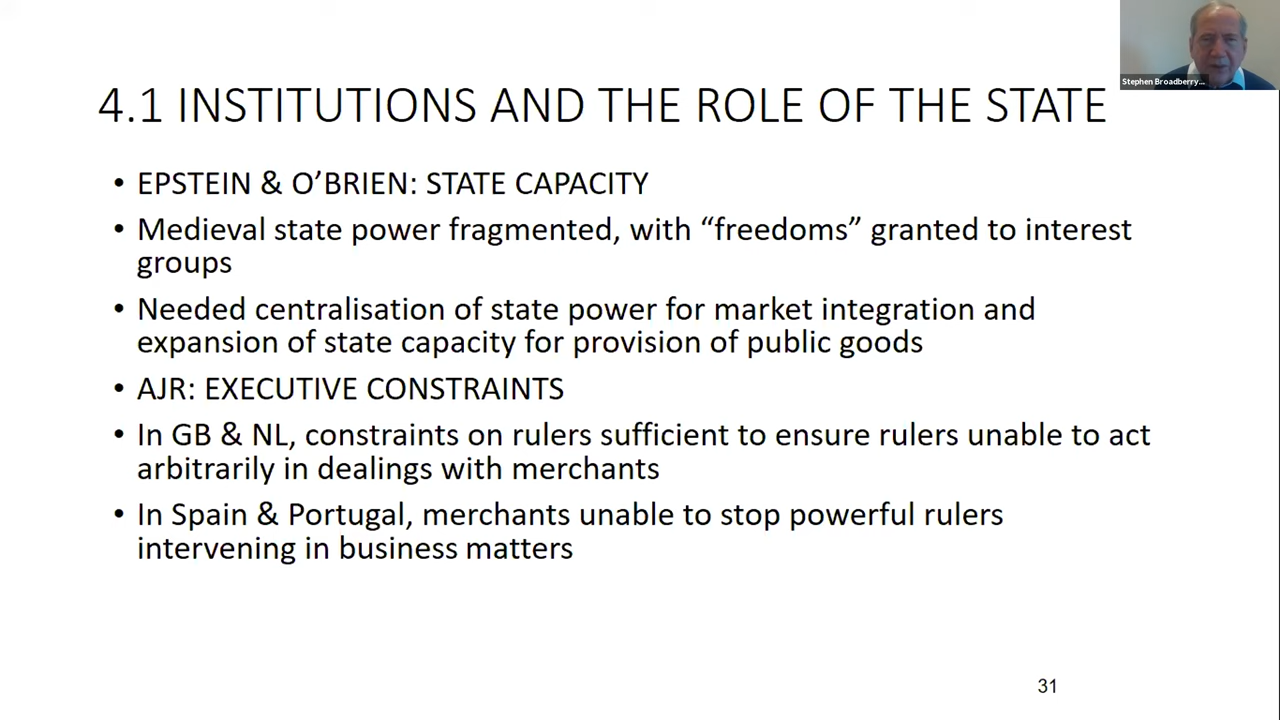 Stephen Broadberry...
4.1 INSTITUTIONS AND THE ROLE OF THE STATE
• EPSTEIN & O’BRIEN: STATE CAPACITY
• Medieval state power fragmented, with “freedoms” granted to interest
groups
• Needed centralisation of state power for market integration and
expansion of state capacity for provision of public goods
• AJR: EXECUTIVE CONSTRAINTS
• In GB & NL, constraints on rulers sufficient to ensure rulers unable to act
arbitrarily in dealings with merchants
• In Spain & Portugal, merchants unable to stop powerful rulers
intervening in business matters
31